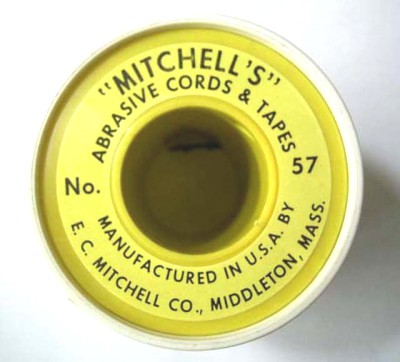 "MITCHELL'S"
ABRASIVE CORDS & TAPES
No. 57
MANUFACTURED IN U.S.A. BY
E. C. MITCHELL CO., MIDDLETON, MASS.